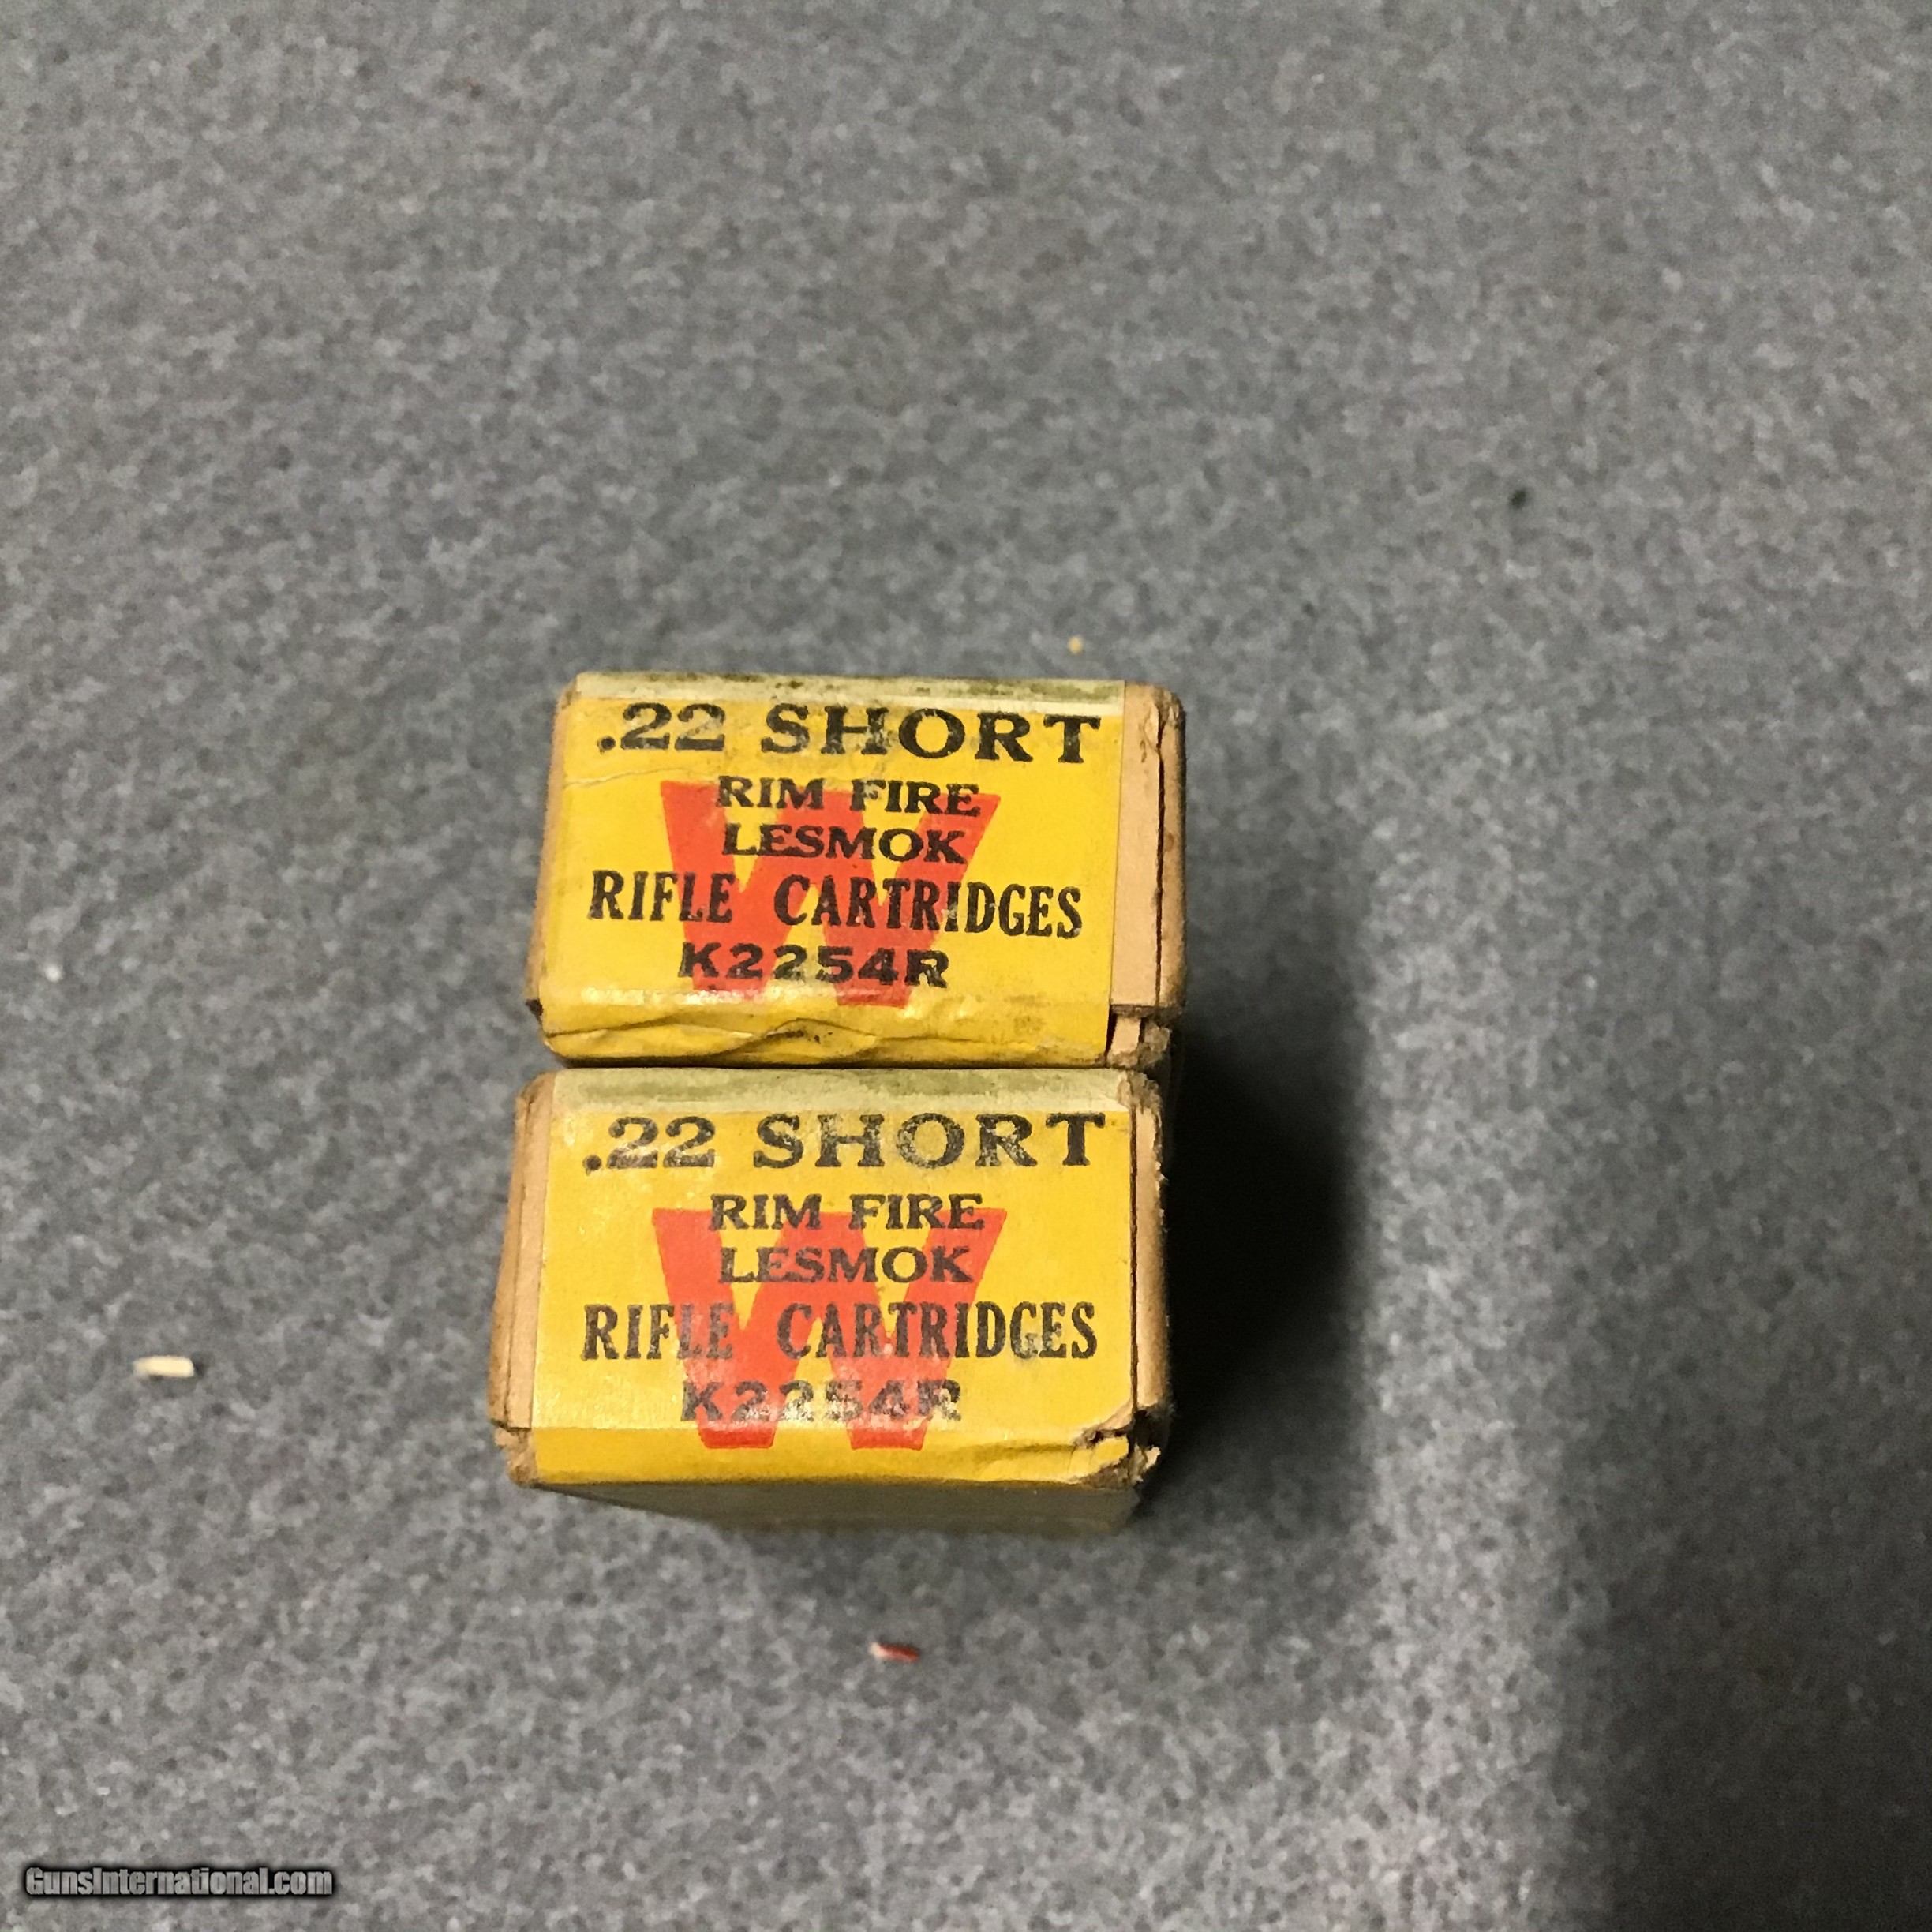 .22 SHORT
RIM FIRE
LESMOK
RIFLE CARTRIDGES
K2254R
W
.22 SHORT
RIM FIRE
LESMOK
RIFLE CARTRIDGES
K2254R
W
GunsInternational.com